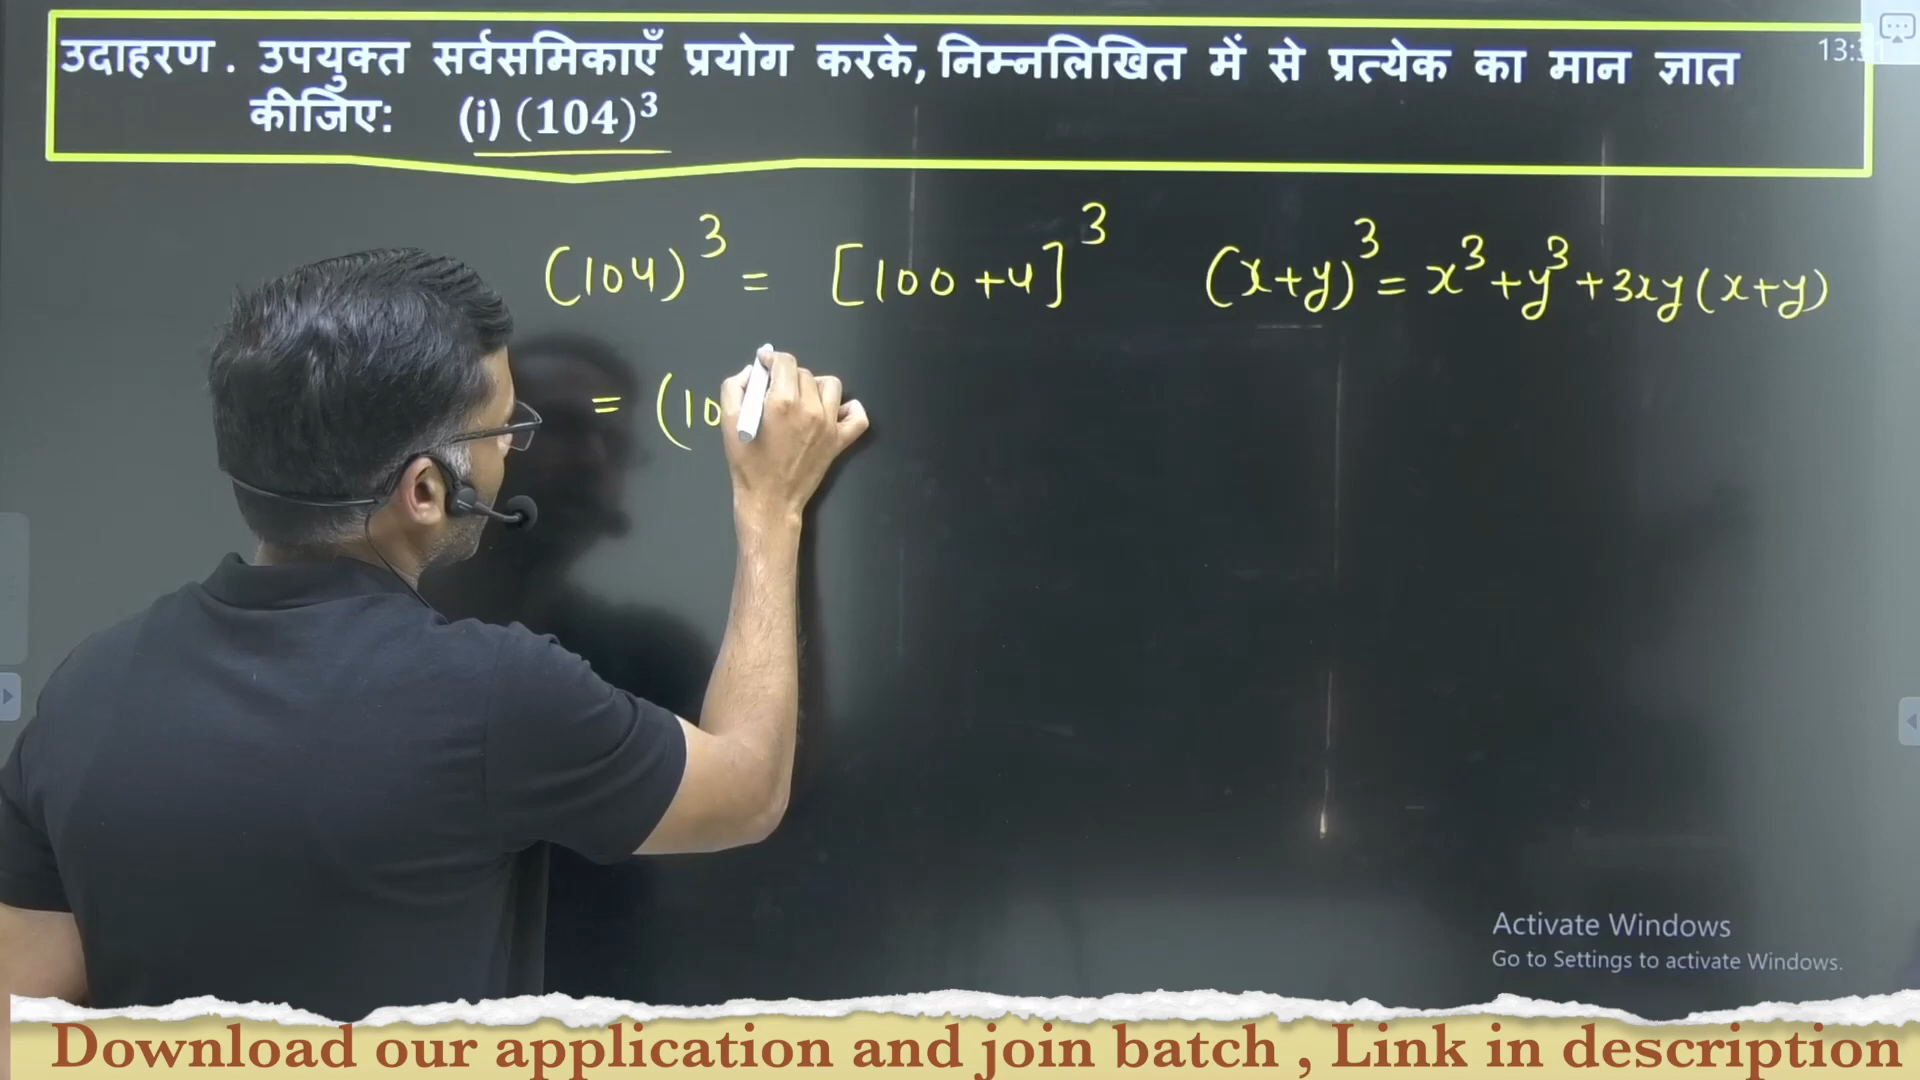 उदाहरण . उपयुक्त सर्वसमिकाएँ प्रयोग करके, निम्नलिखित में से प्रत्येक का मान ज्ञात
कीजिए: (i) (104)³
(104)³ = [100+4]³ (x+y)³ = x³+y³+3xy(x+y)
= (10
Activate Windows
Go to Settings to activate Windows.
Download our application and join batch , Link in description